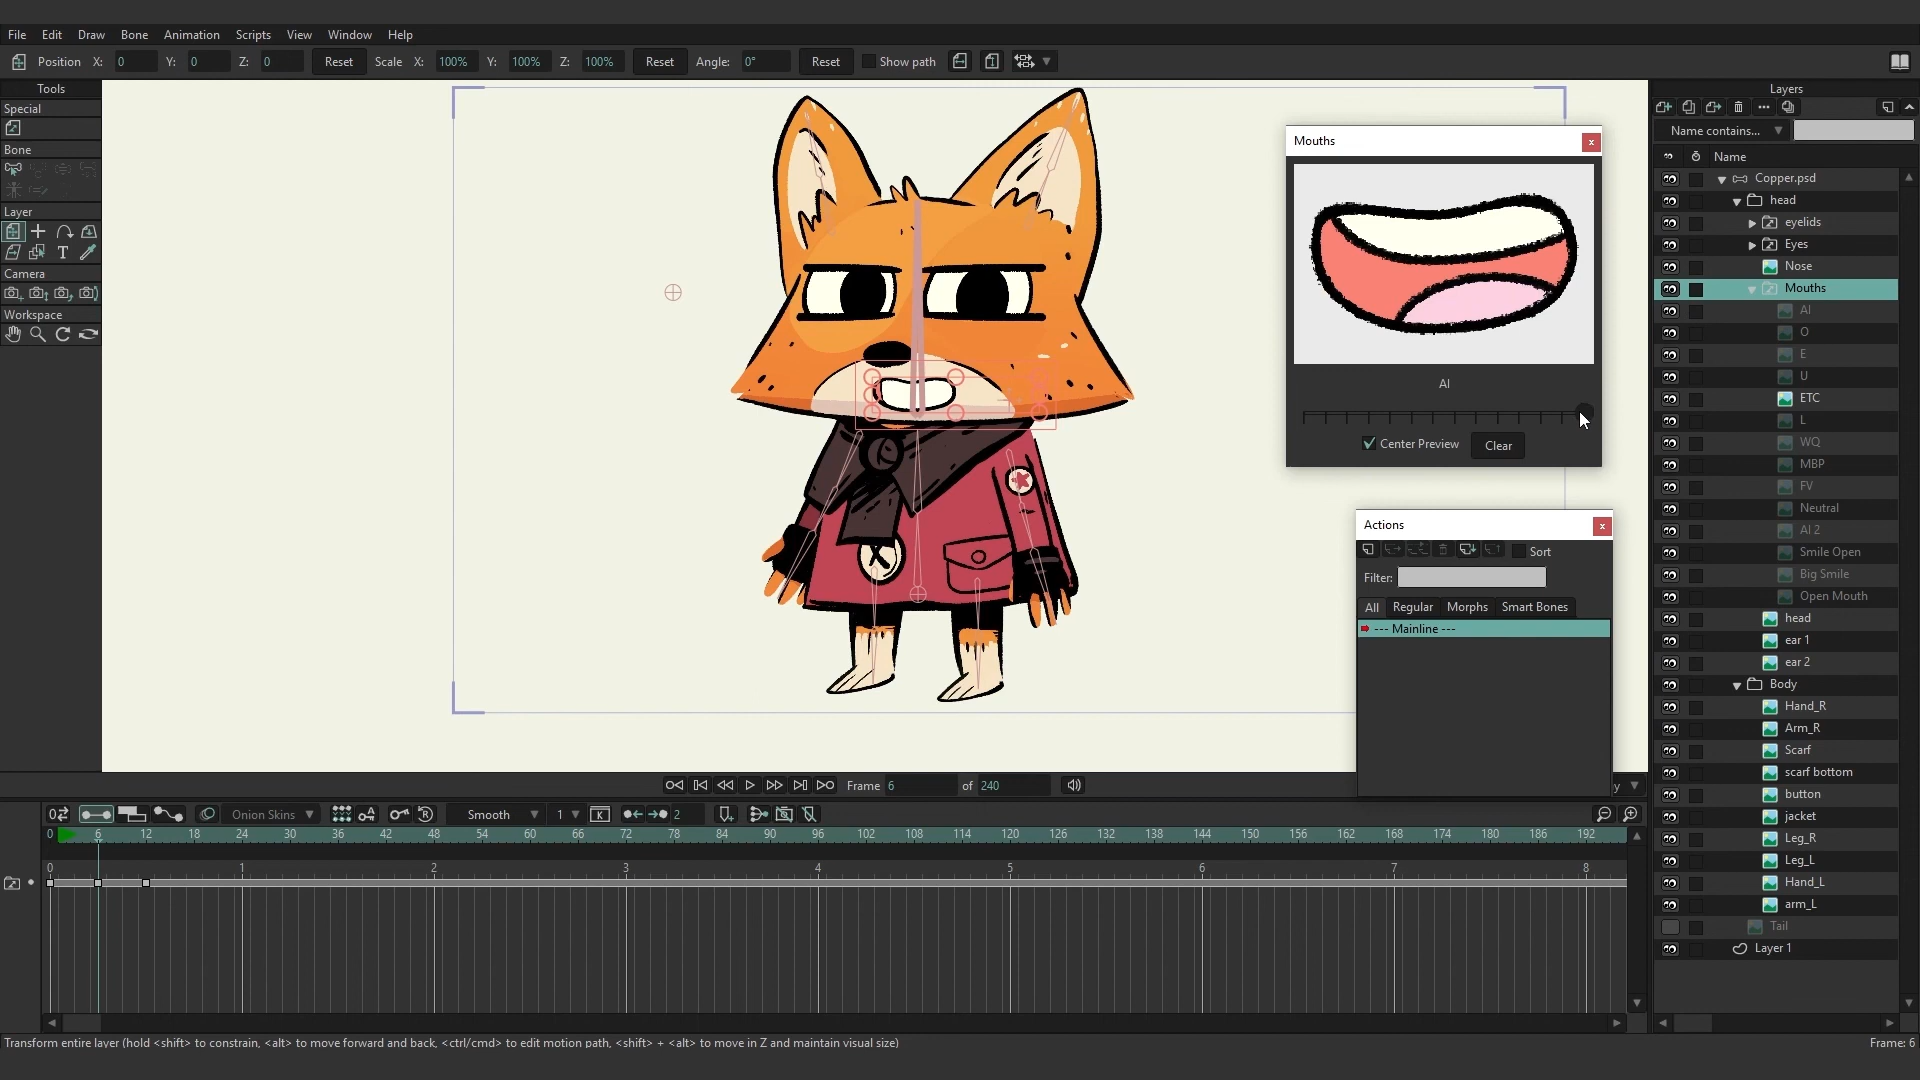 File Edit Draw Bone Animation Scripts View Window Help
Position X: 0 Y: 0 Z: 0 Reset Scale X: 100% Y: 100% Z: 100% Reset Angle: 0° Reset Show path
Tools
Special
Bone
Layer
T
Camera
Workspace
Mouths
x
AI
Center Preview Clear
Actions
x
Sort
Filter:
All Regular Morphs Smart Bones
--- Mainline ---
Layers
Name contains...
Name
Copper.psd
head
eyelids
Eyes
Nose
Mouths
AI
O
E
U
ETC
L
WQ
MBP
FV
Neutral
AI 2
Smile Open
Big Smile
Open Mouth
head
ear 1
ear 2
Body
Hand_R
Arm_R
Scarf
scarf bottom
button
jacket
Leg_R
Leg_L
Hand_L
arm_L
Tail
Layer 1
Frame 6 of 240
y
Onion Skins Smooth 1 K 2
0 6 12 18 24 30 36 42 48 54 60 66 72 78 84 90 96 102 108 114 120 126 132 138 144 150 156 162 168 174 180 186 192
0 1 2 3 4 5 6 7 8
Transform entire layer (hold <shift> to constrain, <alt> to move forward and back, <ctrl/cmd> to edit motion path, <shift> + <alt> to move in Z and maintain visual size)
Frame: 6